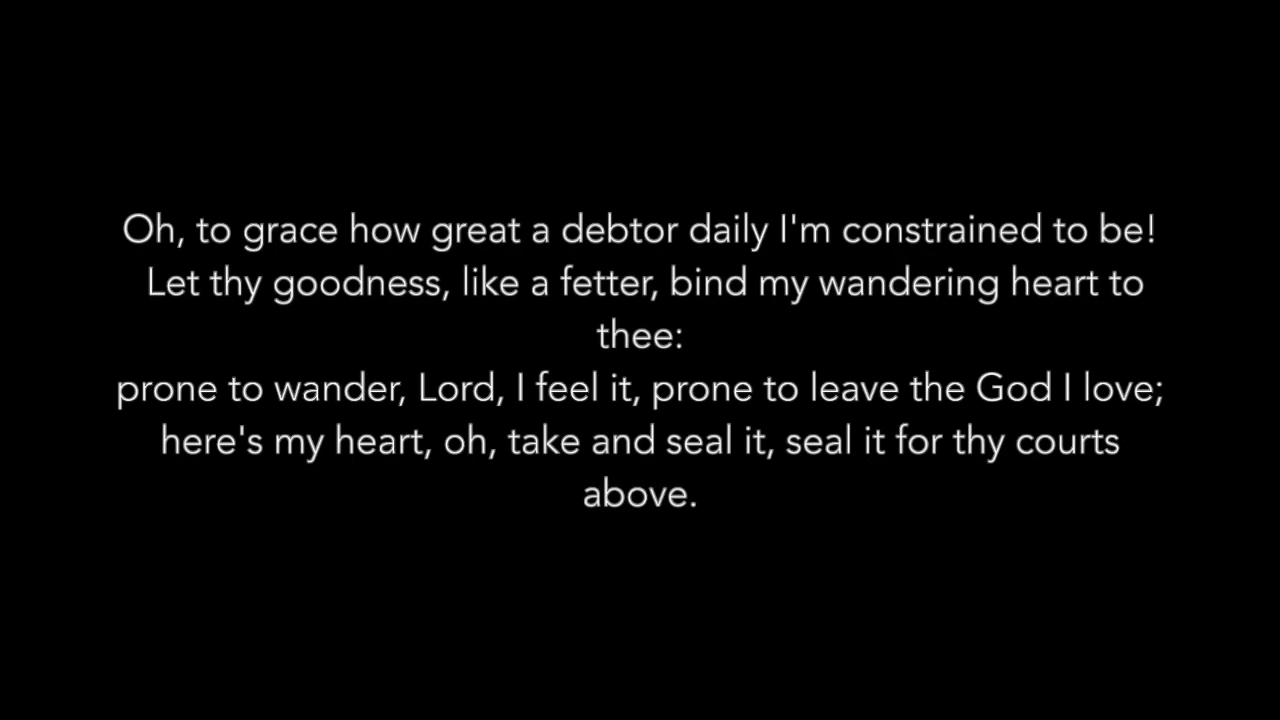 Oh, to grace how great a debtor daily I'm constrained to be!
Let thy goodness, like a fetter, bind my wandering heart to
thee:
prone to wander, Lord, I feel it, prone to leave the God I love;
here's my heart, oh, take and seal it, seal it for thy courts
above.